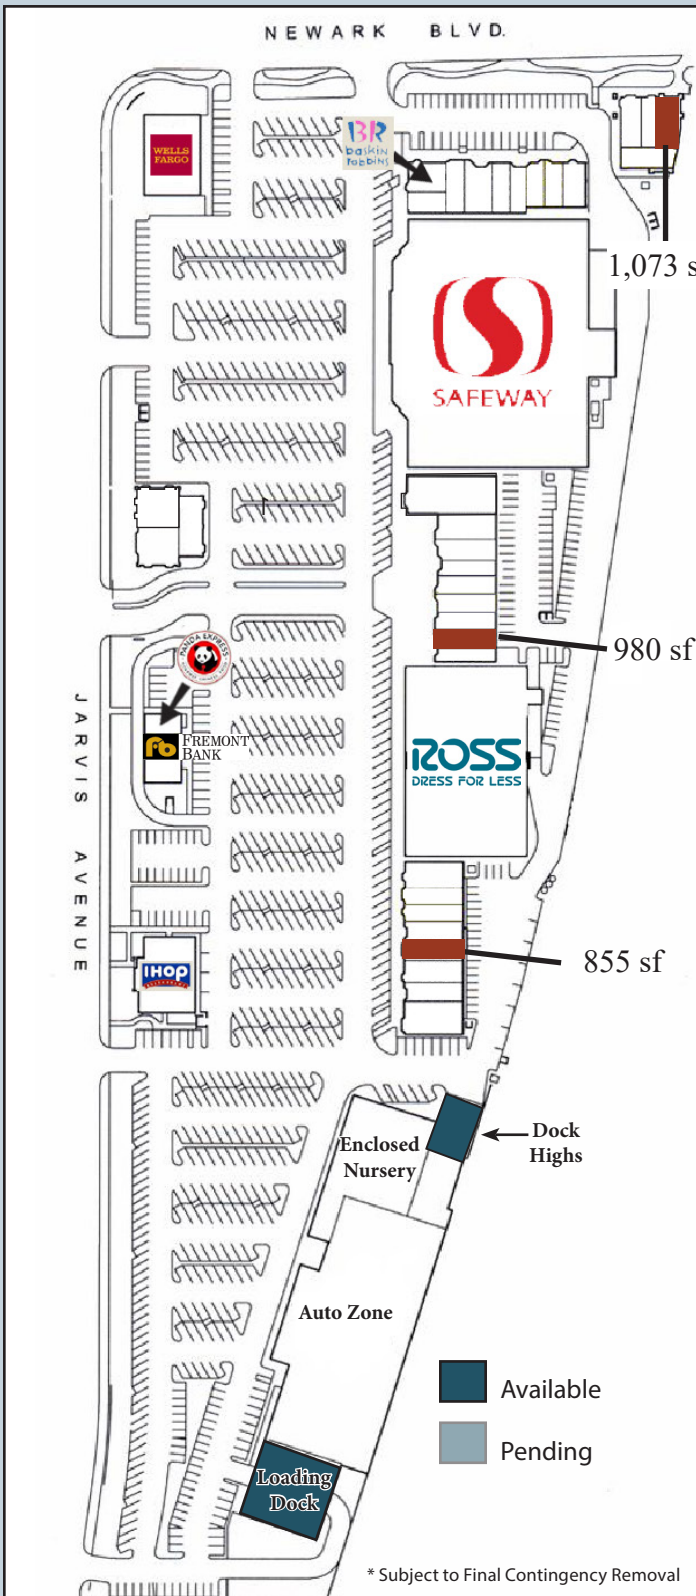 NEWARK BLVD.
WELLS
FARGO
BR
baskin
robbins
1,073 s
SAFEWAY
980 sf
PANDA EXPRESS
JARVIS AVENUE
Fb FREMONT
BANK
ROSS
DRESS FOR LESS
IHOP
RESTAURANT
855 sf
Enclosed
Nursery
Dock
Highs
Auto Zone
Available
Pending
Loading
Dock
* Subject to Final Contingency Removal